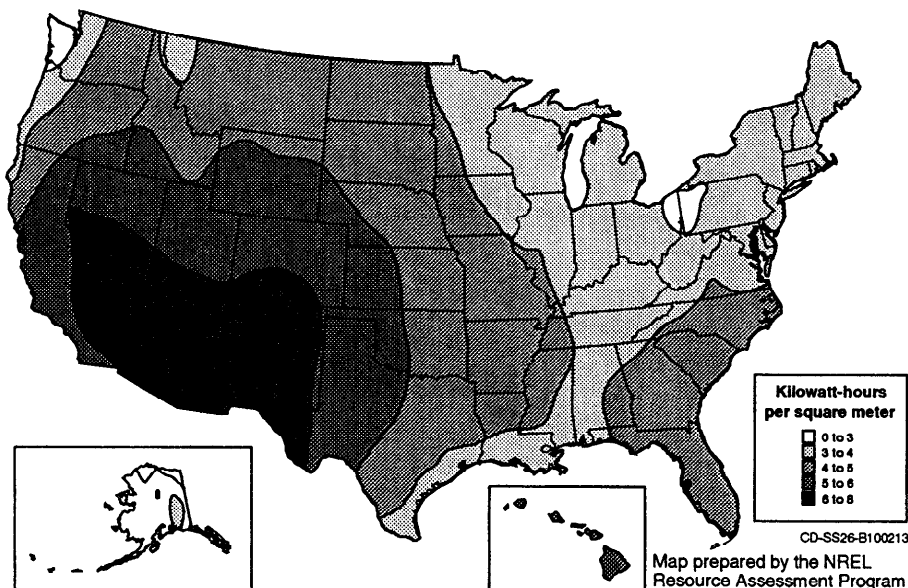 Kilowatt-hours
per square meter
0 to 3
3 to 4
4 to 5
5 to 6
6 to 8
CD-SS26-B100213
Map prepared by the NREL
Resource Assessment Program